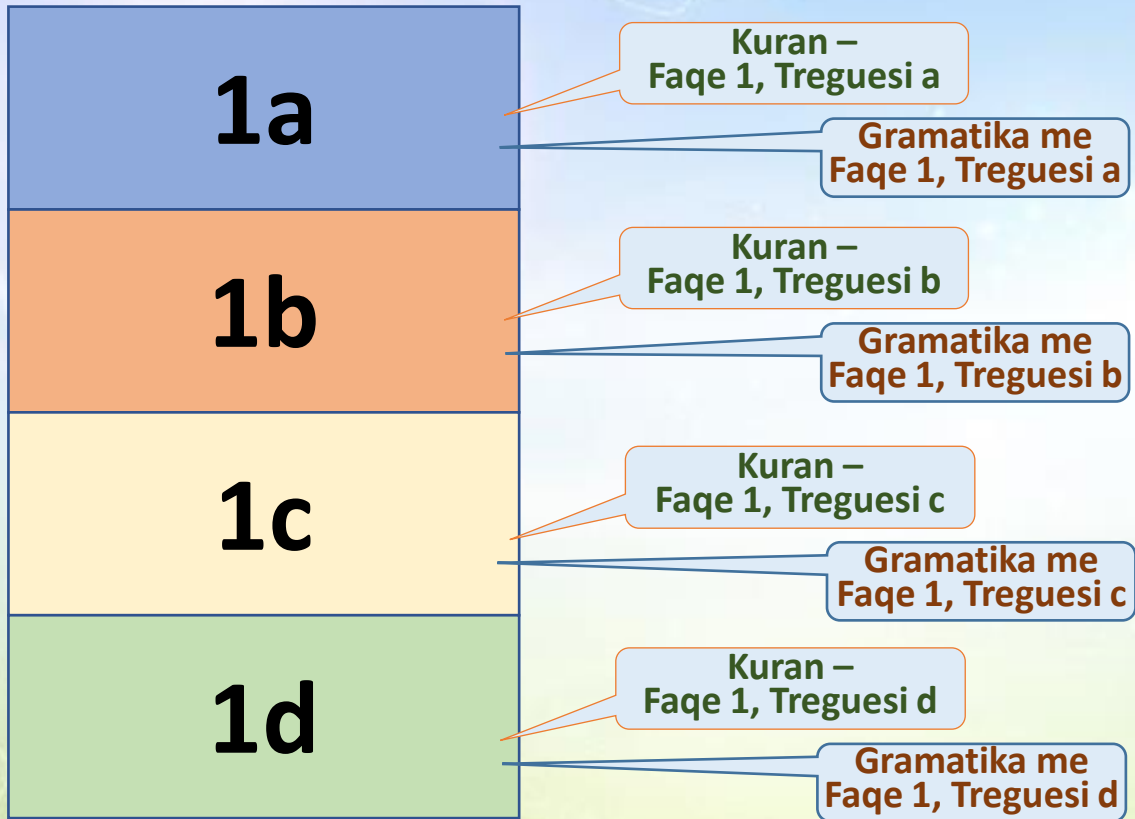 1a
Kuran –
Faqe 1, Treguesi a
Gramatika me
Faqe 1, Treguesi a
1b
Kuran –
Faqe 1, Treguesi b
Gramatika me
Faqe 1, Treguesi b
1c
Kuran –
Faqe 1, Treguesi c
Gramatika me
Faqe 1, Treguesi c
1d
Kuran –
Faqe 1, Treguesi d
Gramatika me
Faqe 1, Treguesi d